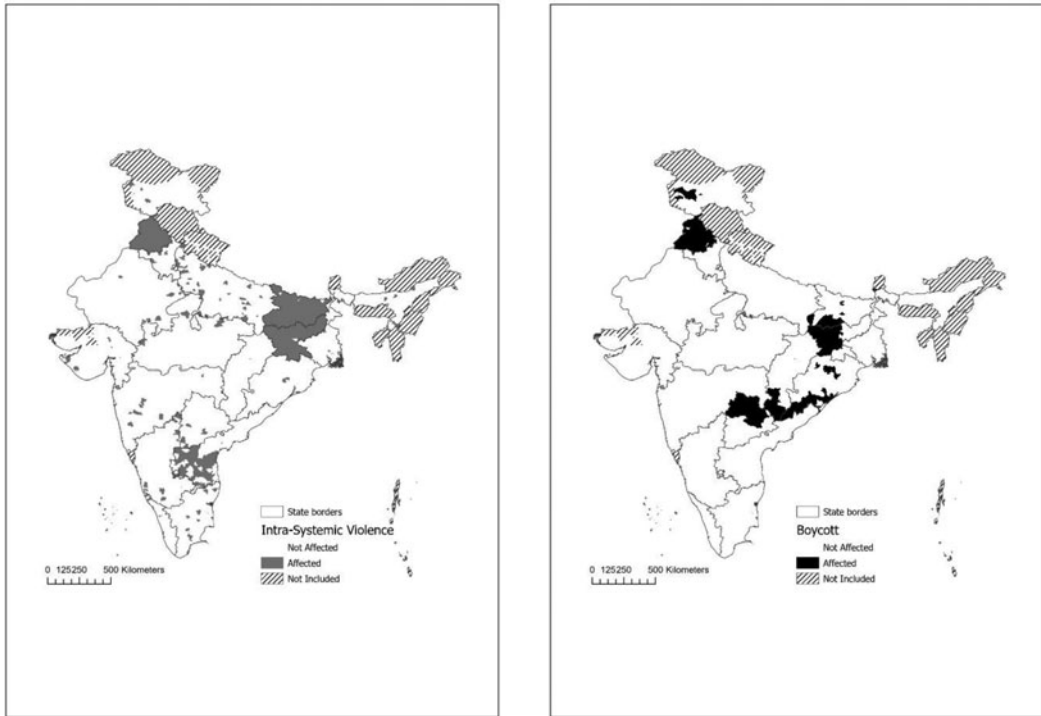 State borders
Intra-Systemic Violence
Not Affected
Affected
Not Included
0 125250 500 Kilometers
State borders
Boycott
Not Affected
Affected
Not Included
0 125250 500 Kilometers